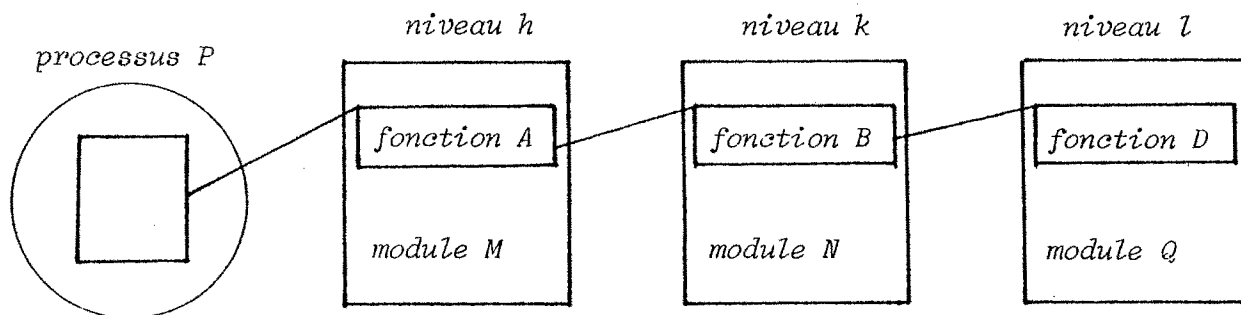 processus P
niveau h
niveau k
niveau l
fonction A
fonction B
fonction D
module M
module N
module Q